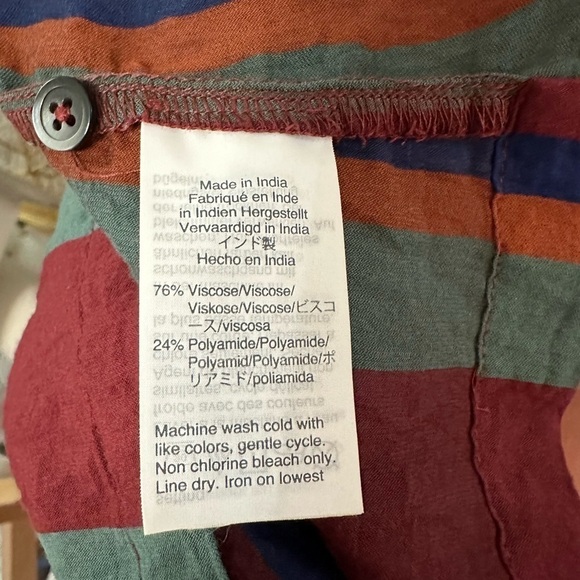 Made in India
Fabriqué en Inde
in Indien Hergestellt
Vervaardigd in India
インド製
Hecho en India
76% Viscose/Viscose/
Viskose/Viscose/ビスコ
ース/viscosa
24% Polyamide/Polyamide/
Polyamid/Polyamide/ポ
リアミド/poliamida
Machine wash cold with
like colors, gentle cycle.
Non chlorine bleach only.
Line dry. Iron on lowest